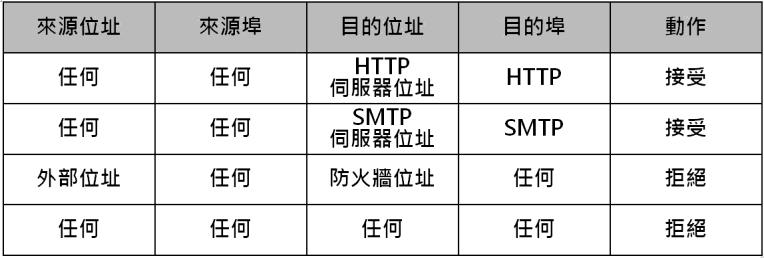 來源位址 來源埠 目的位址 目的埠 動作
任何 任何 HTTP 伺服器位址 HTTP 接受
任何 任何 SMTP 伺服器位址 SMTP 接受
外部位址 任何 防火牆位址 任何 拒絕
任何 任何 任何 任何 拒絕